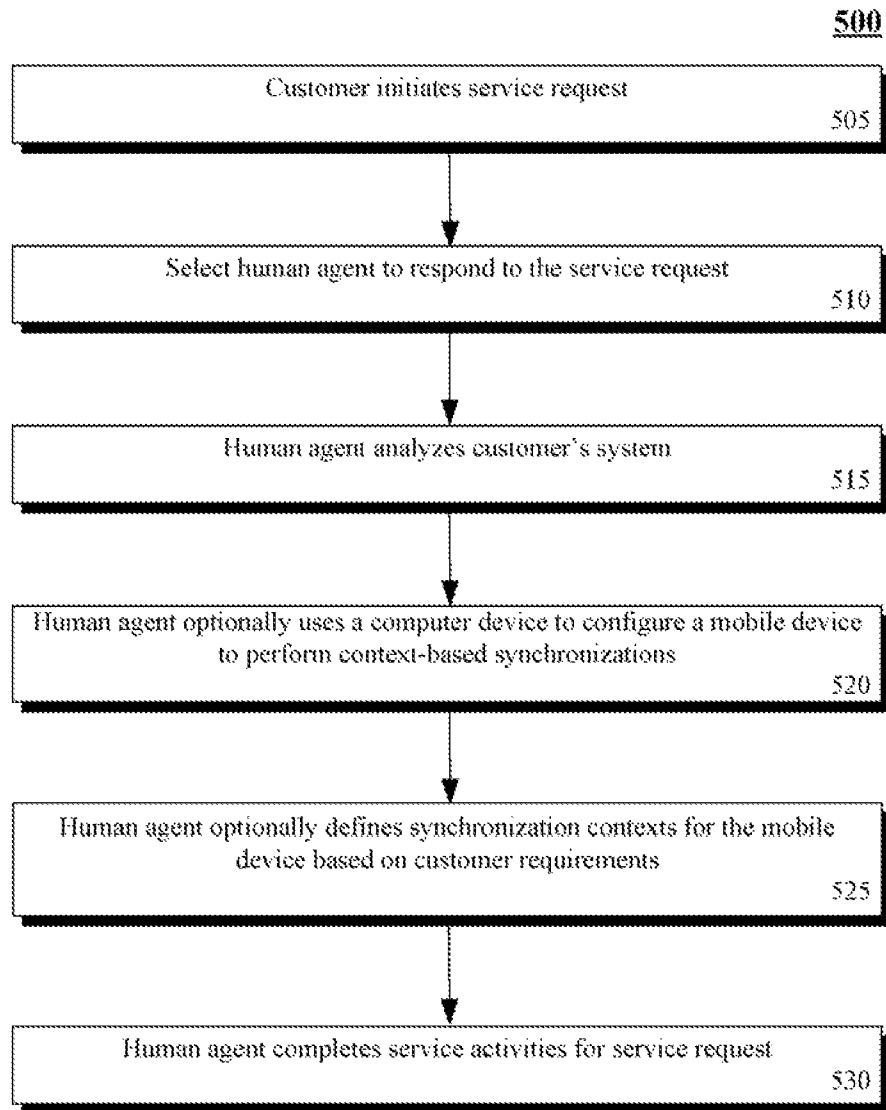 500
Customer initiates service request
505
Select human agent to respond to the service request
510
Human agent analyzes customer's system
515
Human agent optionally uses a computer device to configure a mobile device
to perform context-based synchronizations
520
Human agent optionally defines synchronization contexts for the mobile
device based on customer requirements
525
Human agent completes service activities for service request
530